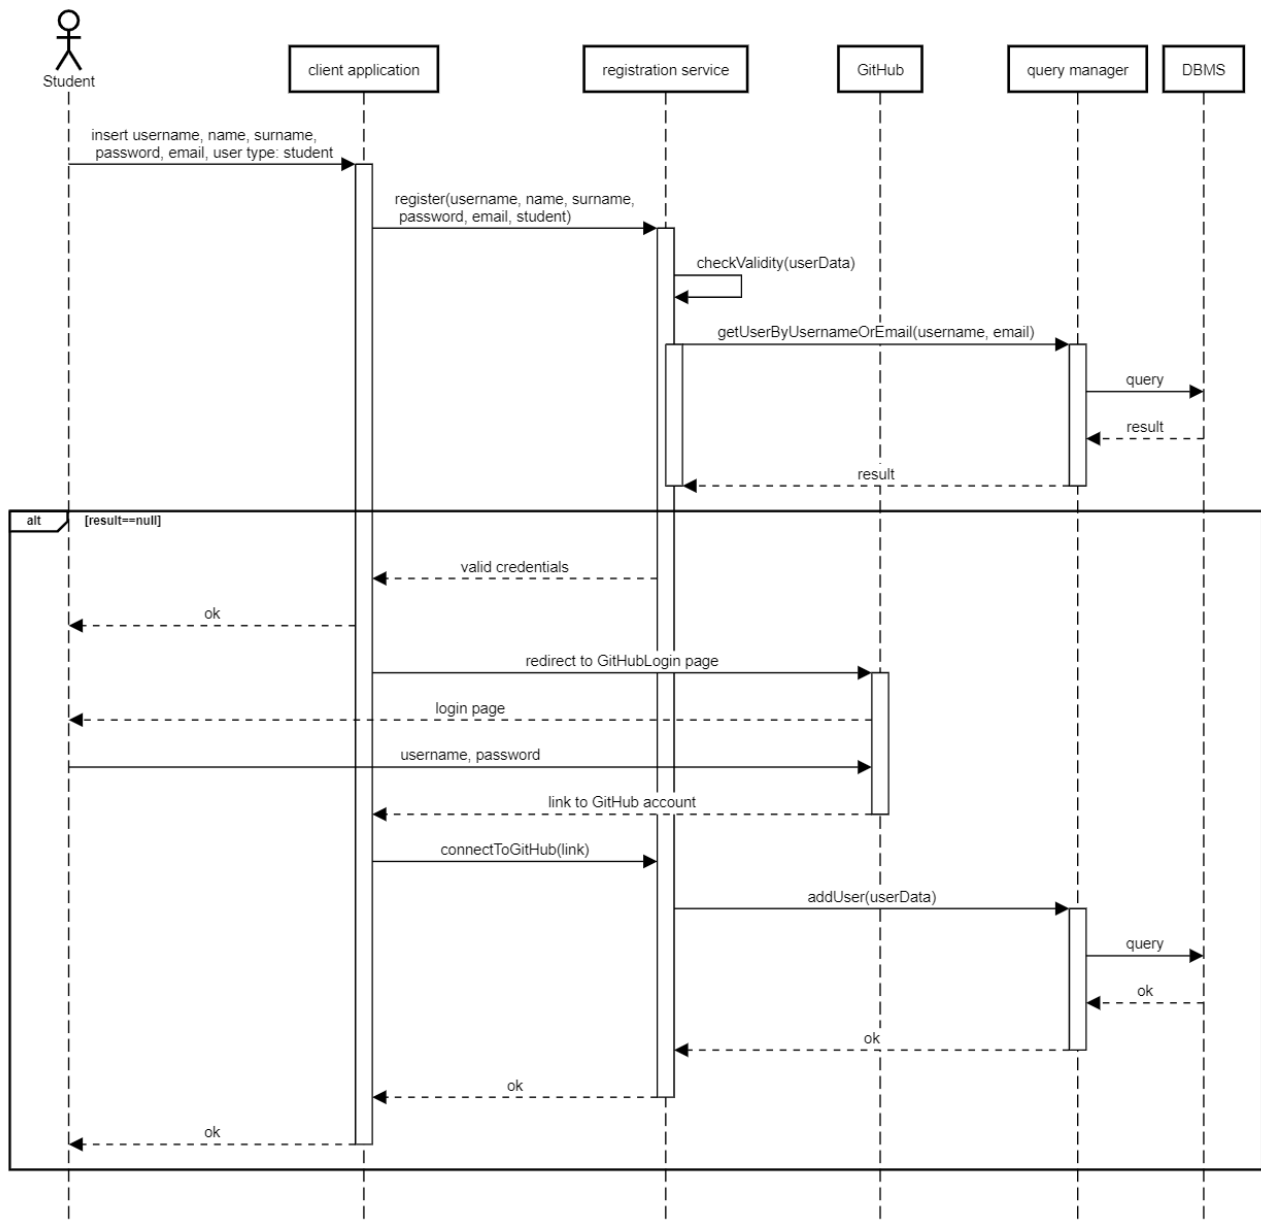 Student
client application
registration service
GitHub
query manager
DBMS
insert username, name, surname,
password, email, user type: student
register(username, name, surname,
password, email, student)
checkValidity(userData)
getUserByUsernameOrEmail(username, email)
query
result
result
alt
[result==null]
valid credentials
ok
redirect to GitHubLogin page
login page
username, password
link to GitHub account
connectToGitHub(link)
addUser(userData)
query
ok
ok
ok
ok